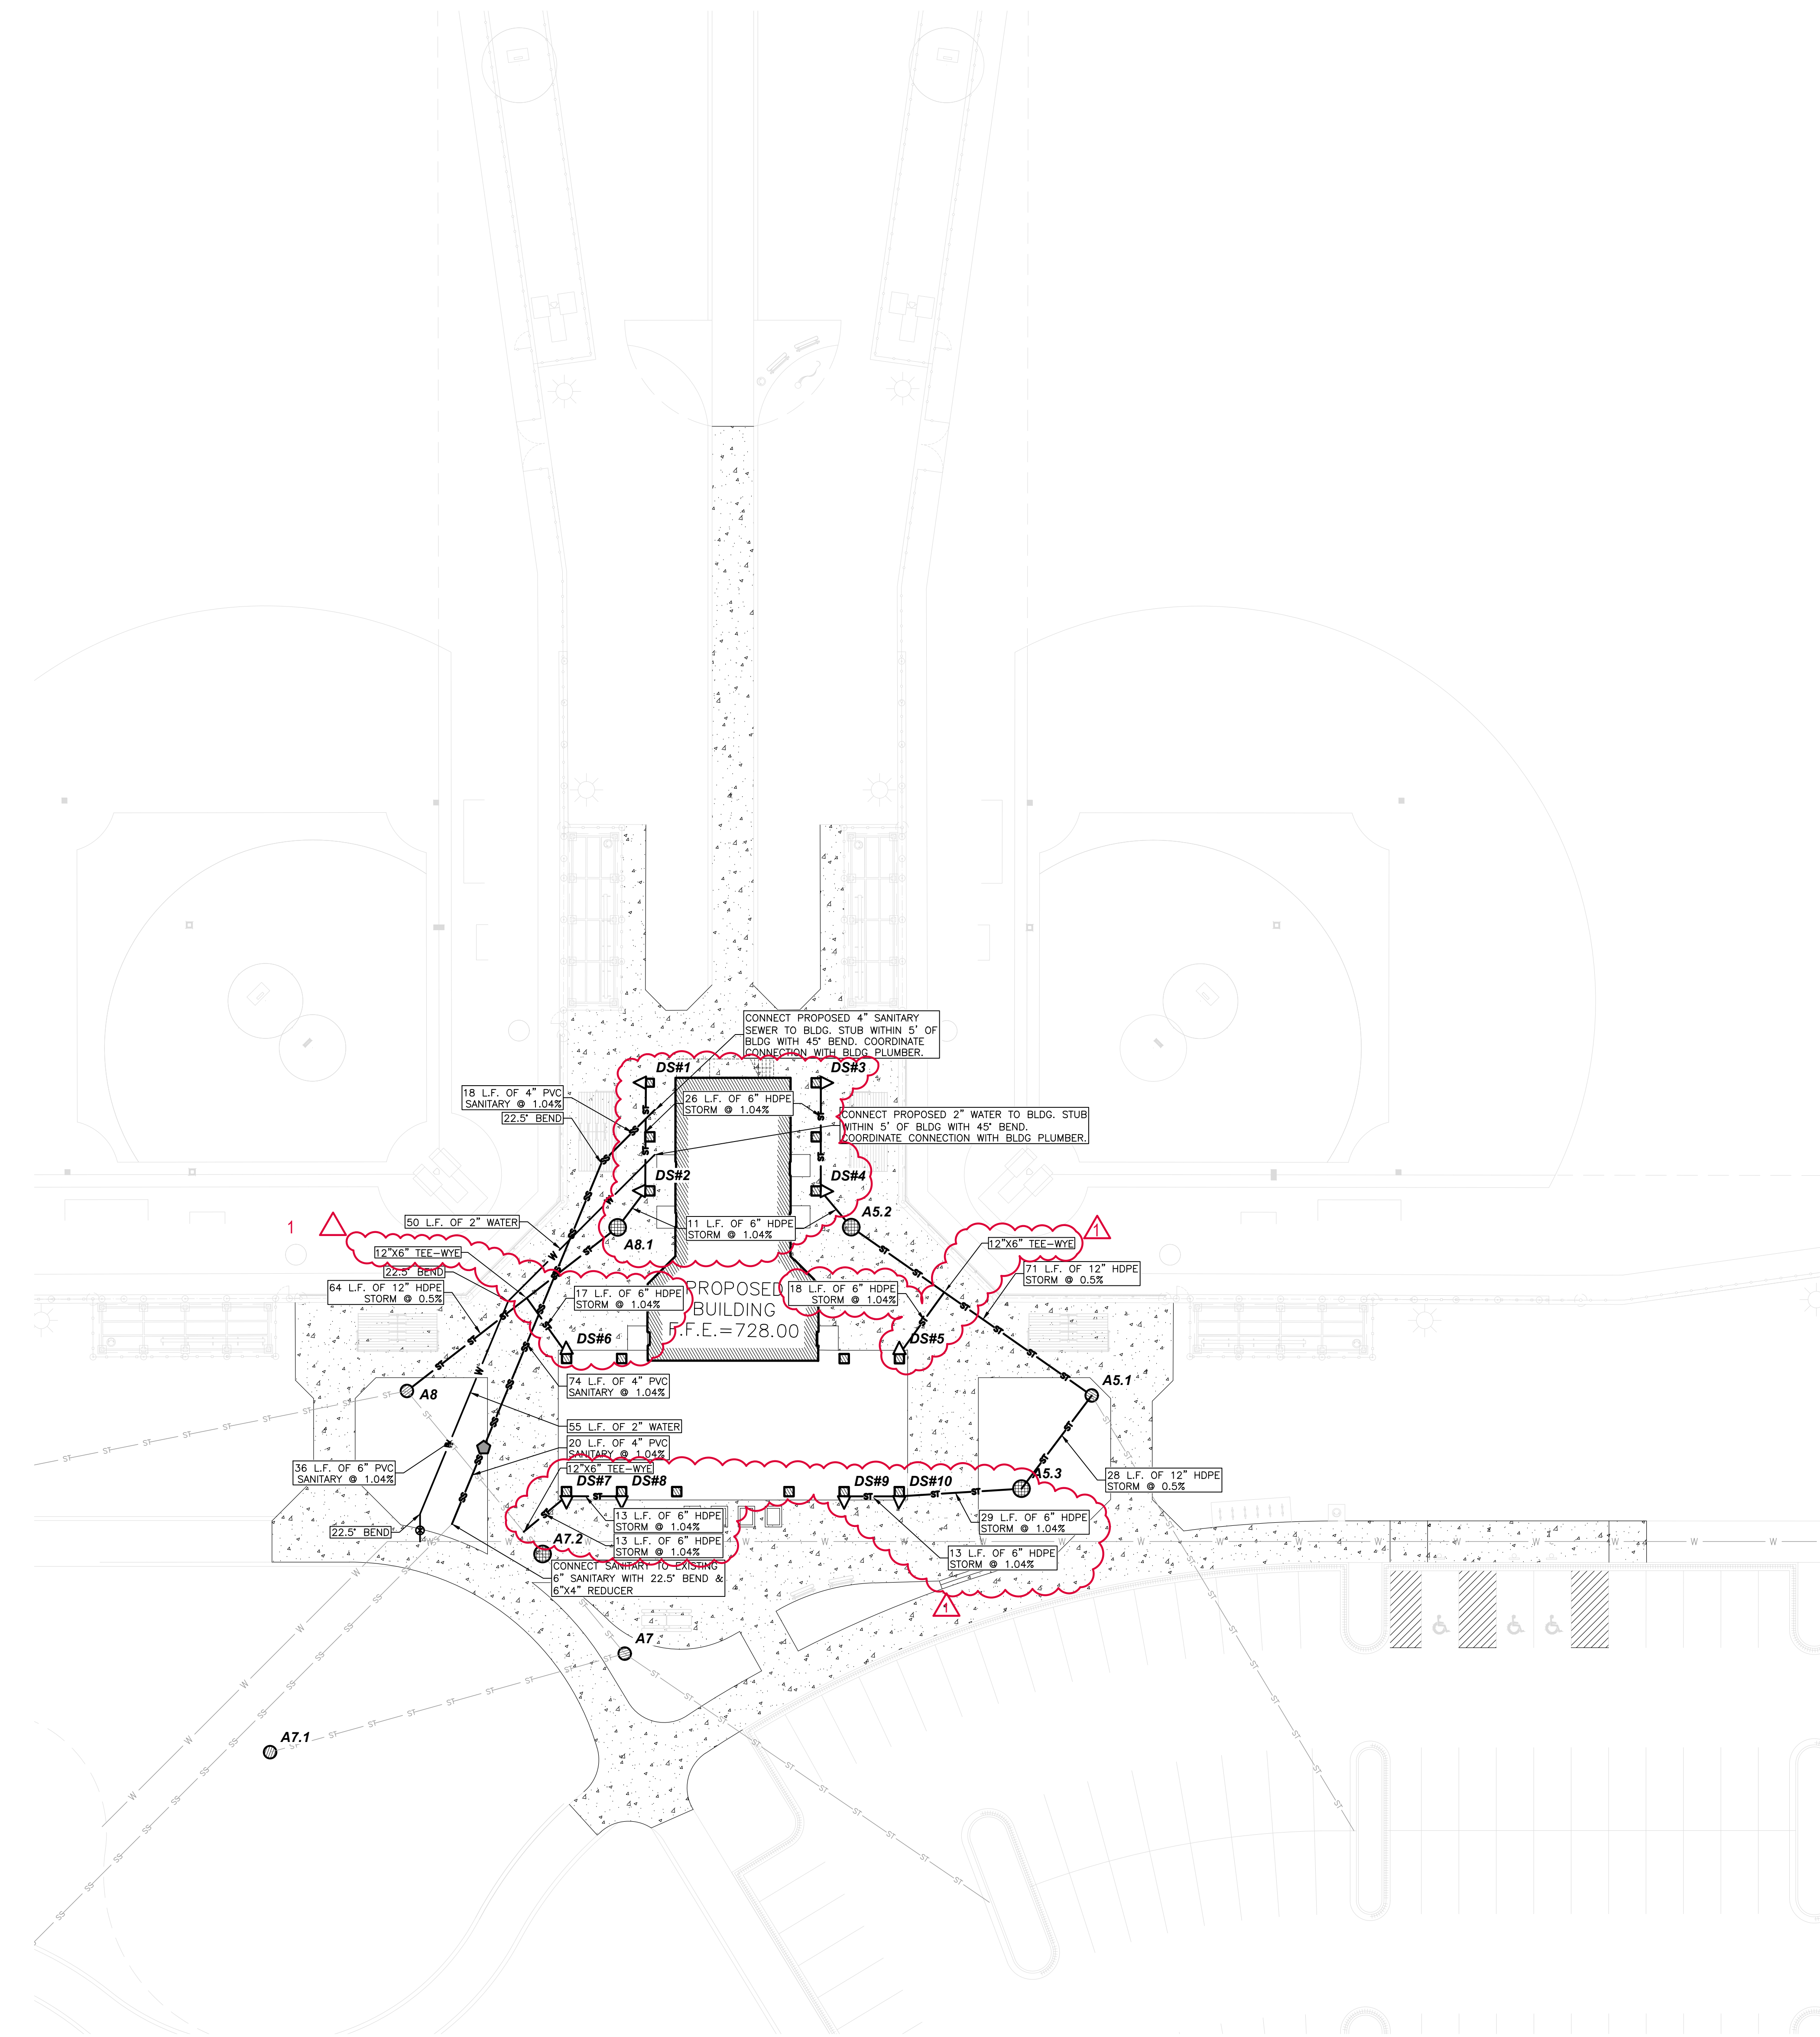 CONNECT PROPOSED 4" SANITARY
SEWER TO BLDG. STUB WITHIN 5' OF
BLDG WITH 45° BEND. COORDINATE
CONNECTION WITH BLDG PLUMBER.
DS#1
DS#3
18 L.F. OF 4" PVC
SANITARY @ 1.04%
22.5° BEND
26 L.F. OF 6" HDPE
STORM @ 1.04%
CONNECT PROPOSED 2" WATER TO BLDG. STUB
WITHIN 5' OF BLDG WITH 45° BEND.
COORDINATE CONNECTION WITH BLDG PLUMBER.
DS#2
DS#4
50 L.F. OF 2" WATER
11 L.F. OF 6" HDPE
STORM @ 1.04%
A5.2
A8.1
1
1
12"X6" TEE-WYE
22.5° BEND
12"X6" TEE-WYE
64 L.F. OF 12" HDPE
STORM @ 0.5%
17 L.F. OF 6" HDPE
STORM @ 1.04%
PROPOSED
BUILDING
F.F.E.=728.00
18 L.F. OF 6" HDPE
STORM @ 1.04%
71 L.F. OF 12" HDPE
STORM @ 0.5%
DS#6
DS#5
A8
74 L.F. OF 4" PVC
SANITARY @ 1.04%
A5.1
55 L.F. OF 2" WATER
20 L.F. OF 4" PVC
SANITARY @ 1.04%
36 L.F. OF 6" PVC
SANITARY @ 1.04%
12"X6" TEE-WYE
DS#7
DS#8
DS#9
DS#10
A5.3
28 L.F. OF 12" HDPE
STORM @ 0.5%
22.5° BEND
13 L.F. OF 6" HDPE
STORM @ 1.04%
13 L.F. OF 6" HDPE
STORM @ 1.04%
29 L.F. OF 6" HDPE
STORM @ 1.04%
13 L.F. OF 6" HDPE
STORM @ 1.04%
A7.2
CONNECT SANITARY TO EXISTING
6" SANITARY WITH 22.5° BEND &
6"X4" REDUCER
1
A7
A7.1